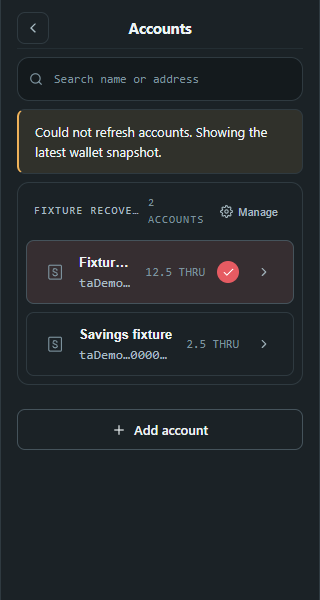 Accounts
Search name or address
Could not refresh accounts. Showing the
latest wallet snapshot.
FIXTURE RECOVE…
2
ACCOUNTS
Manage
Fixtur…
taDemo…
12.5 THRU
Savings fixture
taDemo…0000…
2.5 THRU
Add account